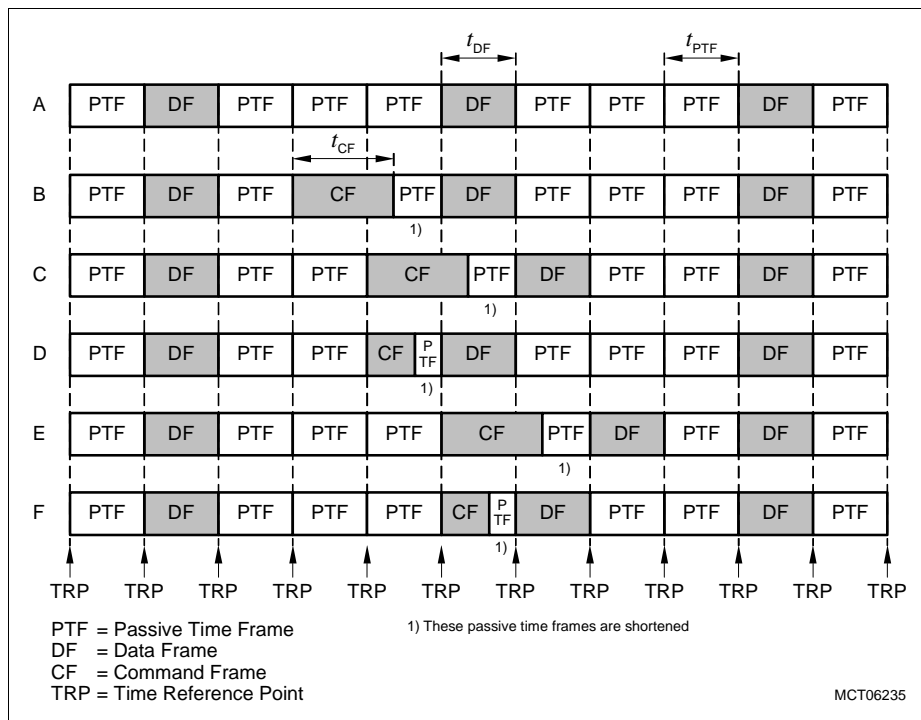 tDF tPTF
A PTF DF PTF PTF PTF DF PTF PTF PTF DF PTF
tCF
B PTF DF PTF CF PTF DF PTF PTF PTF DF PTF
1)
C PTF DF PTF PTF CF PTF DF PTF PTF DF PTF
1)
D PTF DF PTF PTF CF P TF DF PTF PTF PTF DF PTF
1)
E PTF DF PTF PTF PTF CF PTF DF PTF DF PTF
1)
F PTF DF PTF PTF PTF CF P TF DF PTF PTF DF PTF
1)
TRP TRP TRP TRP TRP TRP TRP TRP TRP TRP TRP TRP
PTF = Passive Time Frame 1) These passive time frames are shortened
DF = Data Frame
CF = Command Frame
TRP = Time Reference Point MCT06235